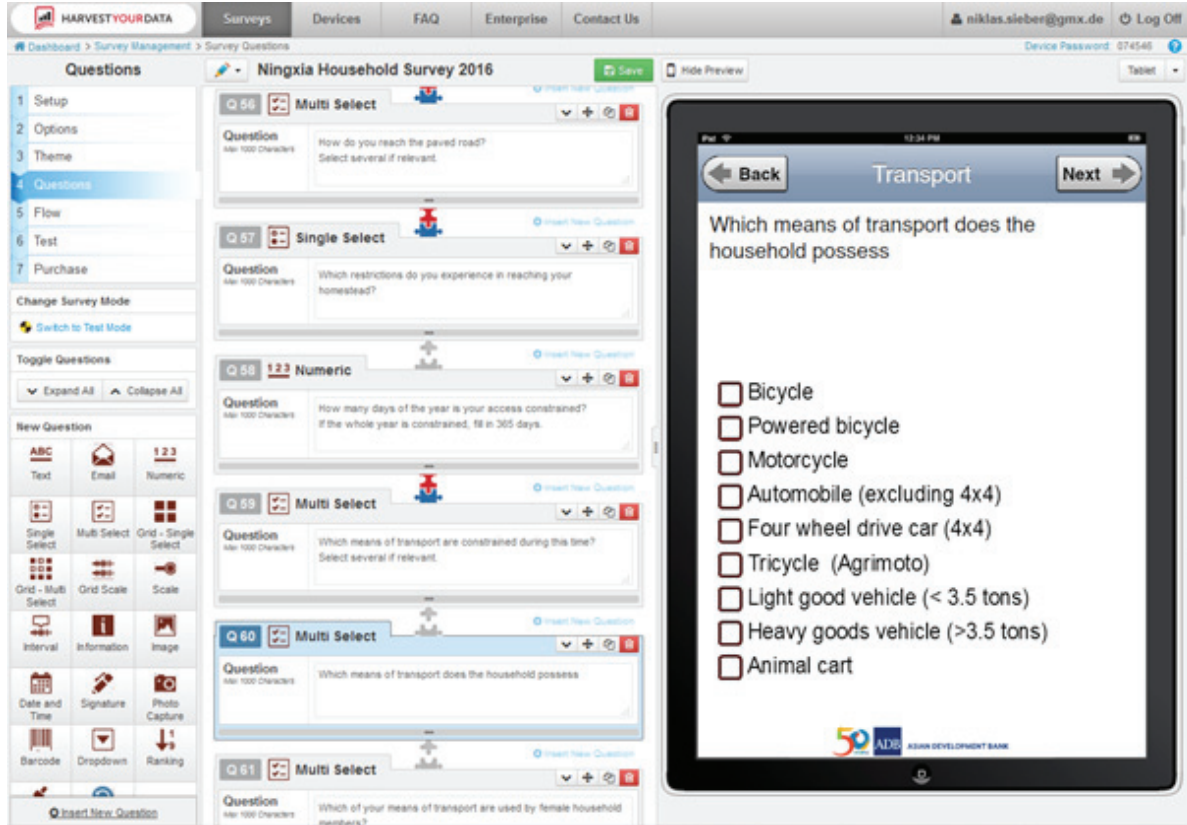 HARVESTYOURDATA
Surveys
Devices
FAQ
Enterprise
Contact Us
niklas.sieber@gmx.de
Log Off
Dashboard > Survey Management > Survey Questions
Device Password: 074546
Questions
1 Setup
2 Options
3 Theme
4 Questions
5 Flow
6 Test
7 Purchase
Change Survey Mode
Switch to Test Mode
Toggle Questions
Expand All
Collapse All
New Question
ABC
Text
Email
123
Numeric
Single Select
Multi Select
Grid - Single Select
Grid - Multi Select
Grid Scale
Scale
Interval
Information
Image
Date and Time
Signature
Photo Capture
Barcode
Dropdown
Ranking
Insert New Question
Ningxia Household Survey 2016
Save
Hide Preview
Tablet
Insert New Question
Q 56 Multi Select
Question
Max 1000 Characters
How do you reach the paved road?
Select several if relevant.
Insert New Question
Q 57 Single Select
Question
Max 1000 Characters
Which restrictions do you experience in reaching your
homestead?
Insert New Question
Q 58 123 Numeric
Question
Max 1000 Characters
How many days of the year is your access constrained?
If the whole year is constrained, fill in 365 days.
Insert New Question
Q 59 Multi Select
Question
Max 1000 Characters
Which means of transport are constrained during this time?
Select several if relevant.
Insert New Question
Q 60 Multi Select
Question
Max 1000 Characters
Which means of transport does the household possess
Insert New Question
Q 61 Multi Select
Question
Max 1000 Characters
Which of your means of transport are used by female household
members?
iPad
12:34 PM
Back
Transport
Next
Which means of transport does the
household possess
Bicycle
Powered bicycle
Motorcycle
Automobile (excluding 4x4)
Four wheel drive car (4x4)
Tricycle (Agrimoto)
Light good vehicle (< 3.5 tons)
Heavy goods vehicle (>3.5 tons)
Animal cart
50
ADB
ASIAN DEVELOPMENT BANK